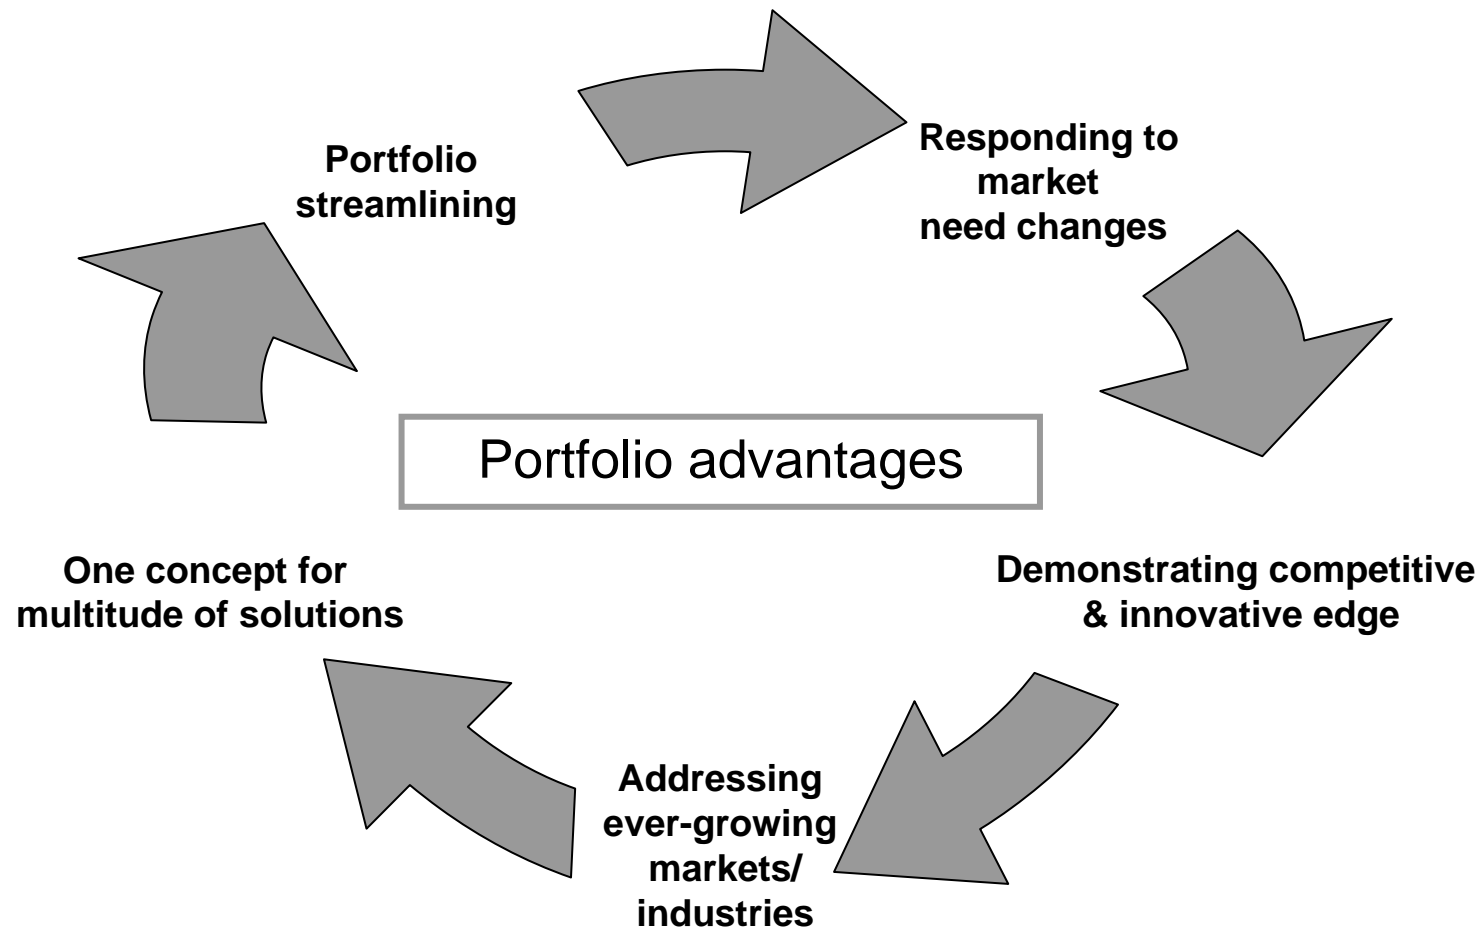 Portfolio
streamlining
Responding to
market
need changes
Portfolio advantages
One concept for
multitude of solutions
Demonstrating competitive
& innovative edge
Addressing
ever-growing
markets/
industries